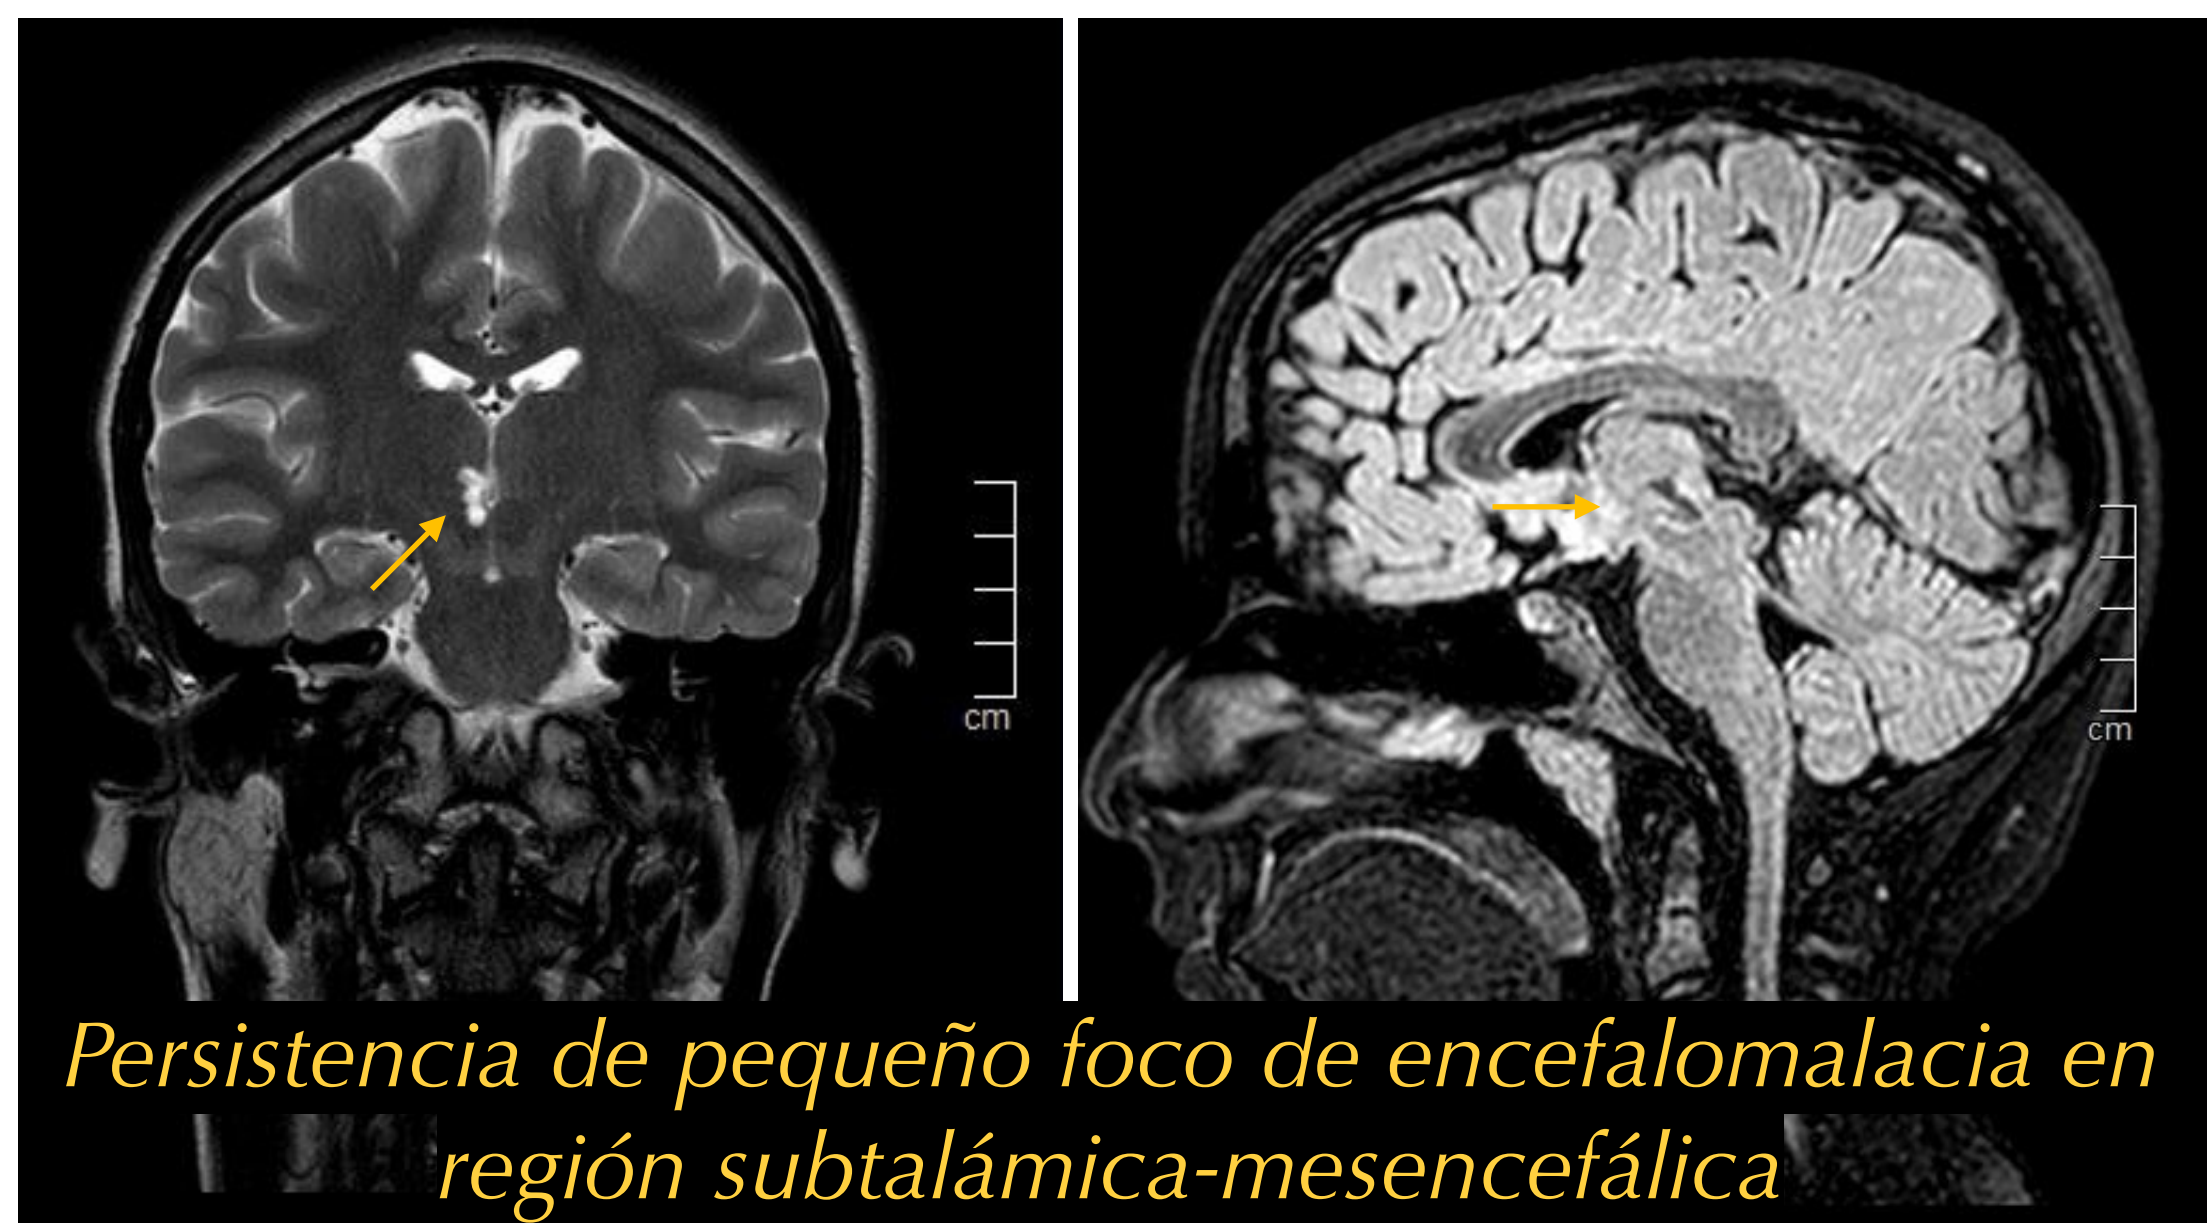 cm
cm
Persistencia de pequeño foco de encefalomalacia en
región subtalámica-mesencefálica